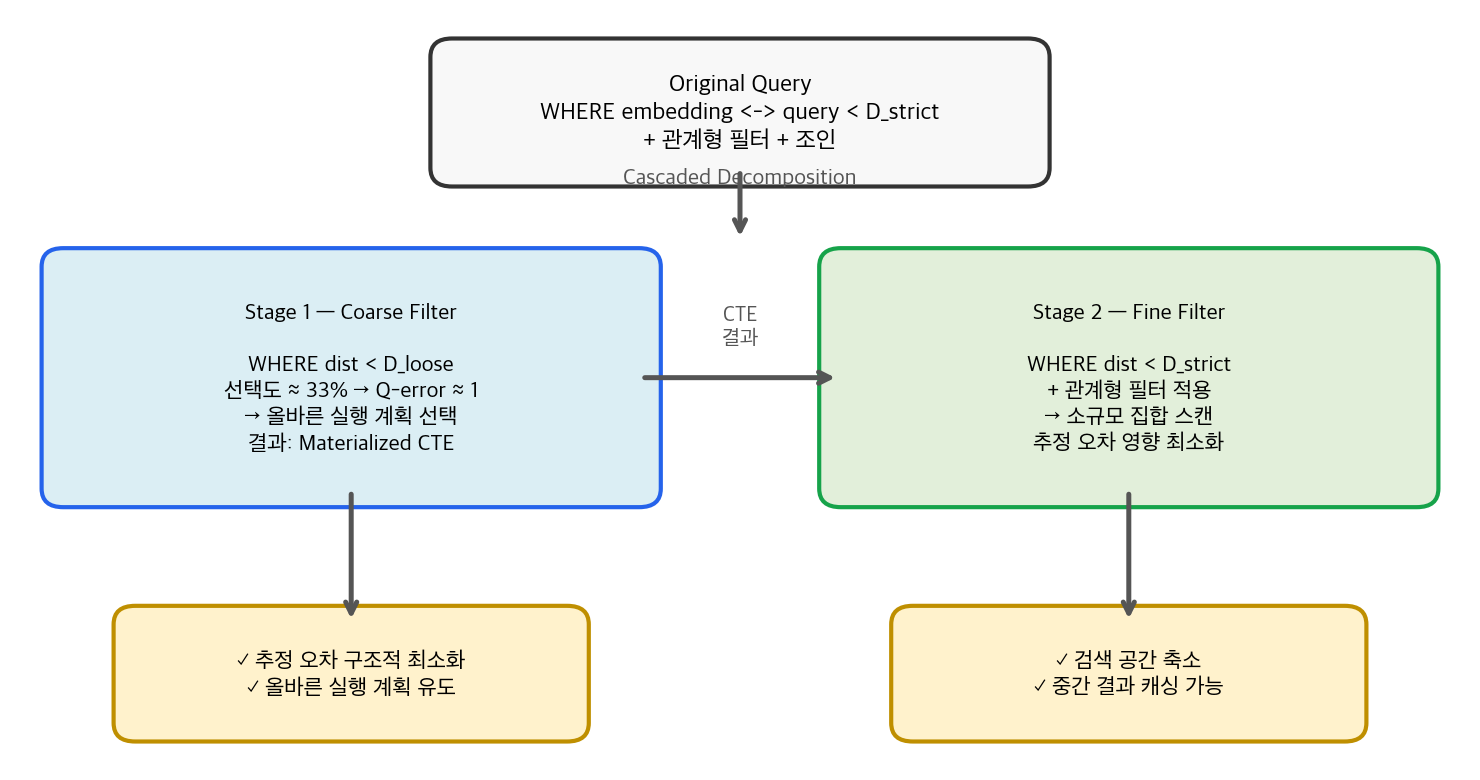 Original Query
WHERE embedding <-> query < D_strict
+ 관계형 필터 + 조인
Cascaded Decomposition
Stage 1 — Coarse Filter
WHERE dist < D_loose
선택도 ≈ 33% → Q-error ≈ 1
→ 올바른 실행 계획 선택
결과: Materialized CTE
CTE
결과
Stage 2 — Fine Filter
WHERE dist < D_strict
+ 관계형 필터 적용
→ 소규모 집합 스캔
추정 오차 영향 최소화
✓ 추정 오차 구조적 최소화
✓ 올바른 실행 계획 유도
✓ 검색 공간 축소
✓ 중간 결과 캐싱 가능